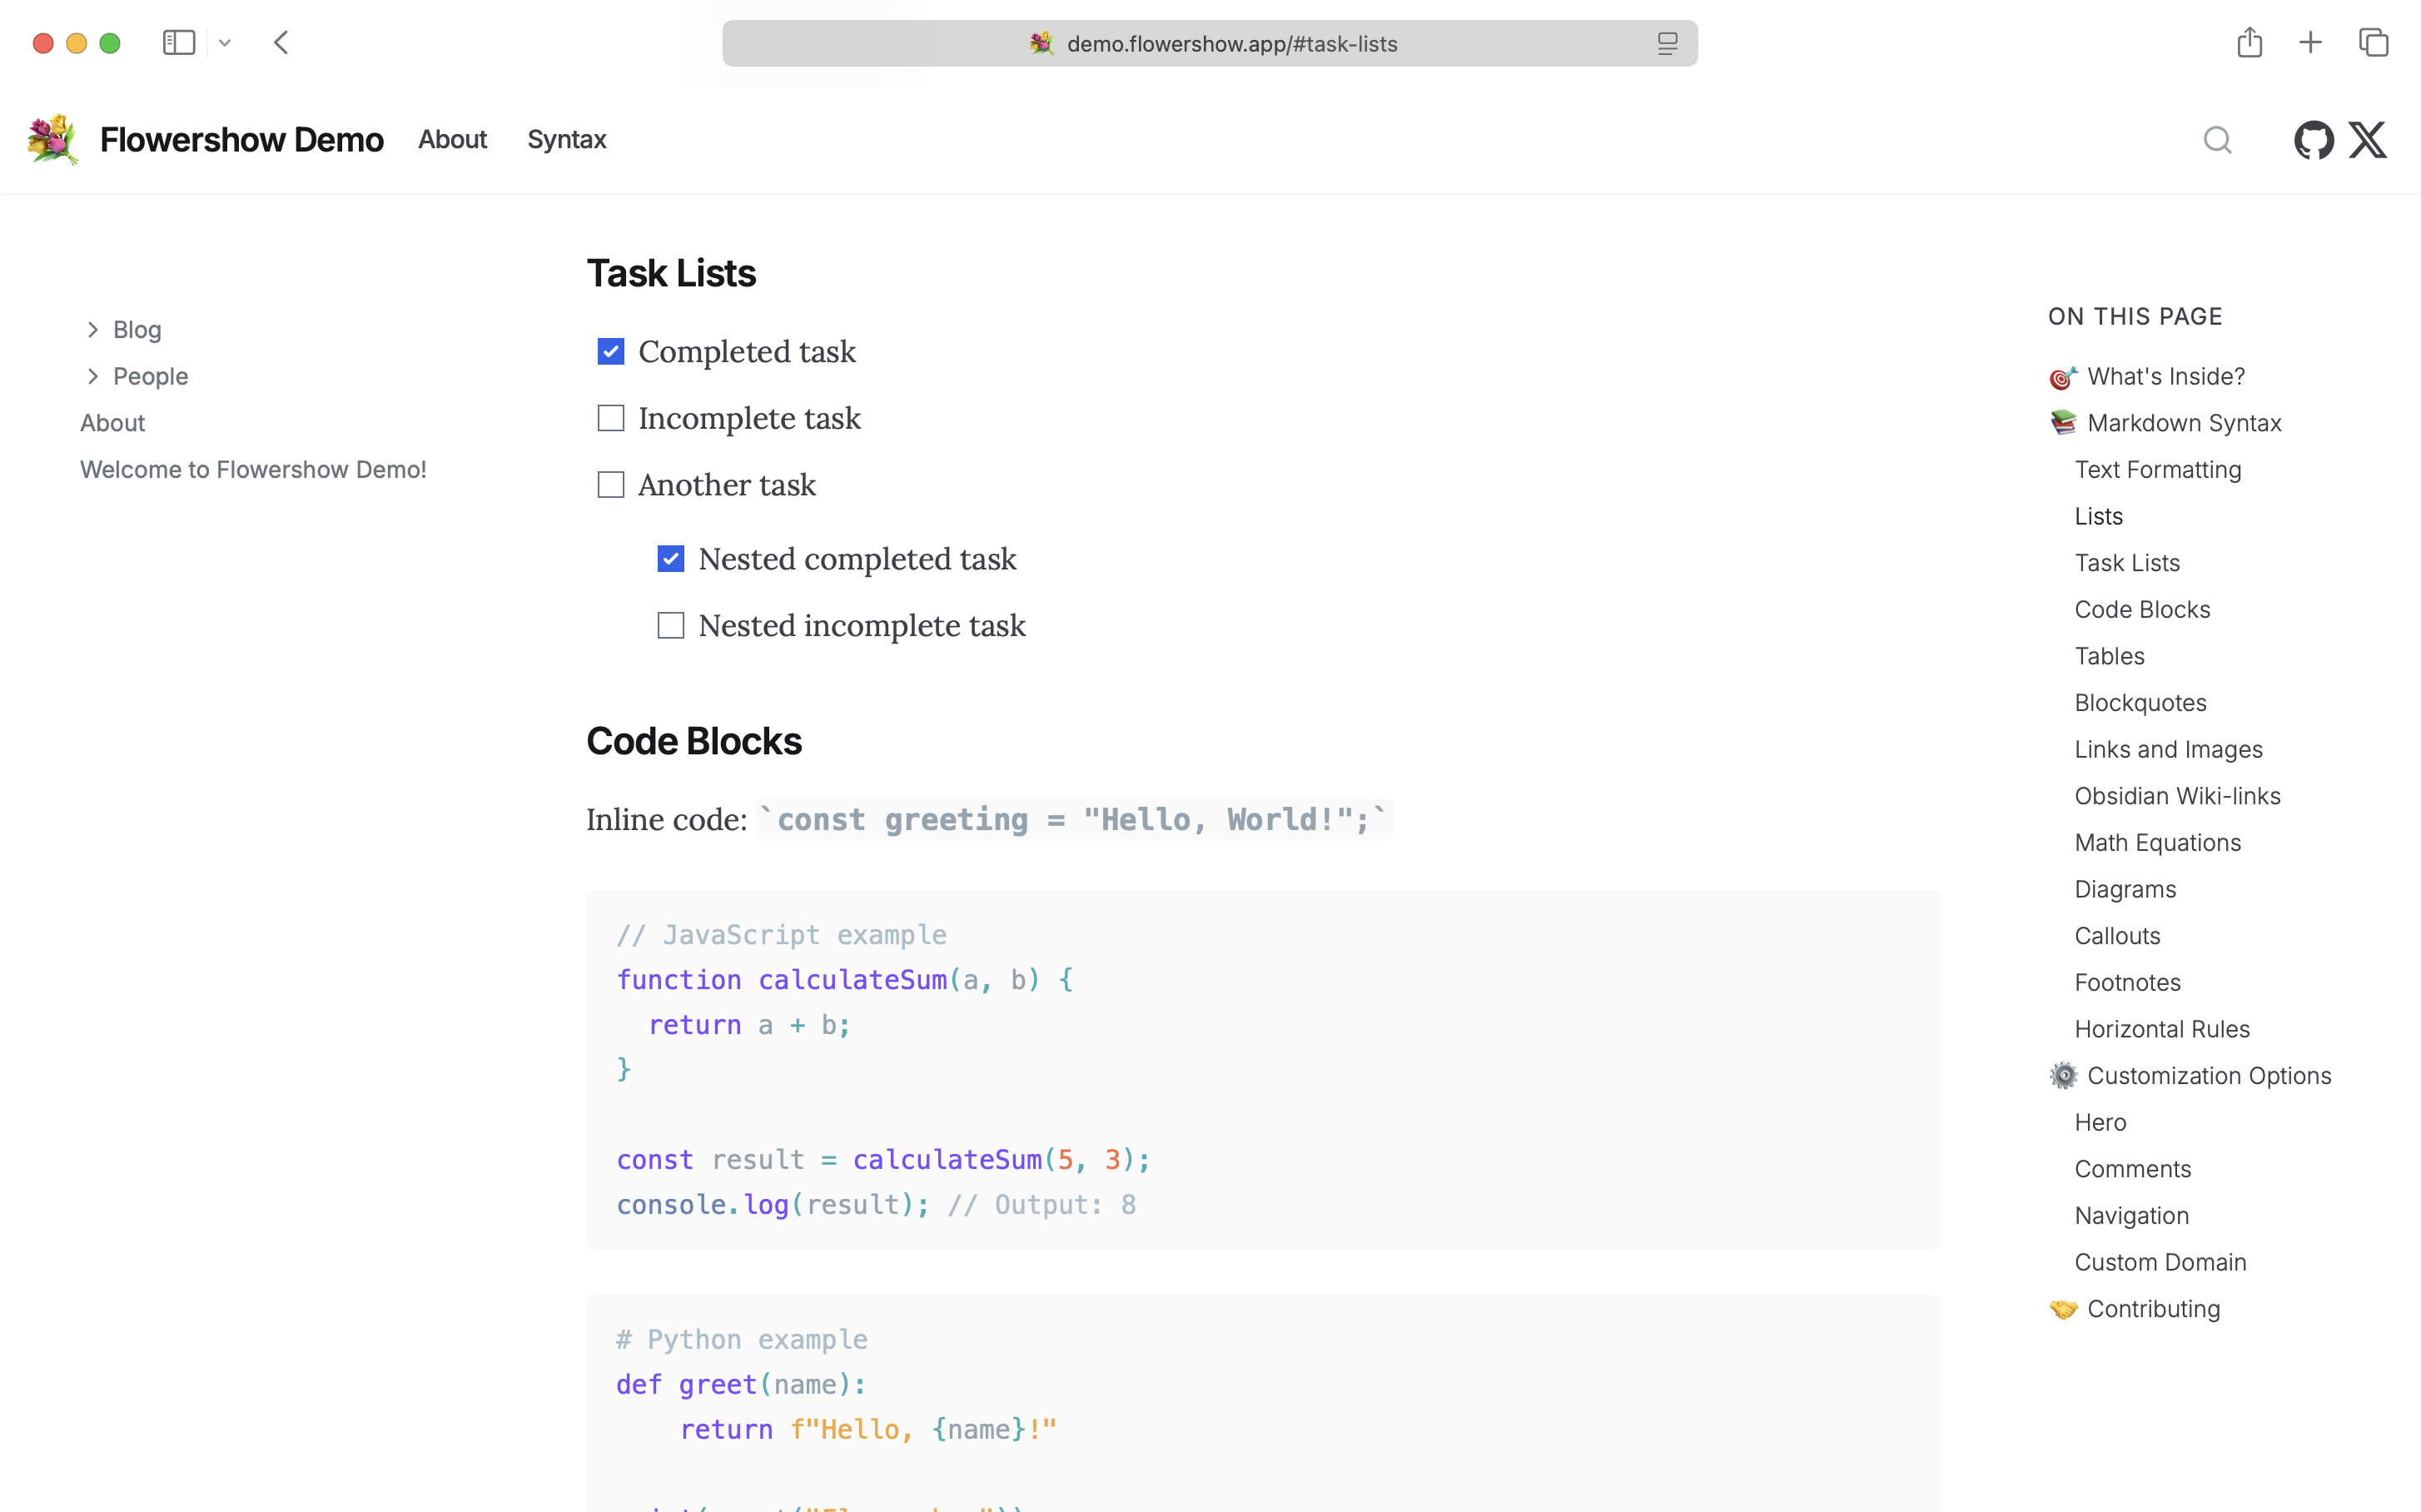 demo.flowershow.app/#task-lists
Flowershow Demo
About
Syntax
Blog
People
About
Welcome to Flowershow Demo!
Task Lists
Completed task
Incomplete task
Another task
Nested completed task
Nested incomplete task
Code Blocks
Inline code: `const greeting = "Hello, World!";`
// JavaScript example
function calculateSum(a, b) {
  return a + b;
}
const result = calculateSum(5, 3);
console.log(result); // Output: 8
# Python example
def greet(name):
    return f"Hello, {name}!"
ON THIS PAGE
🎯 What's Inside?
📚 Markdown Syntax
Text Formatting
Lists
Task Lists
Code Blocks
Tables
Blockquotes
Links and Images
Obsidian Wiki-links
Math Equations
Diagrams
Callouts
Footnotes
Horizontal Rules
⚙️ Customization Options
Hero
Comments
Navigation
Custom Domain
🤝 Contributing